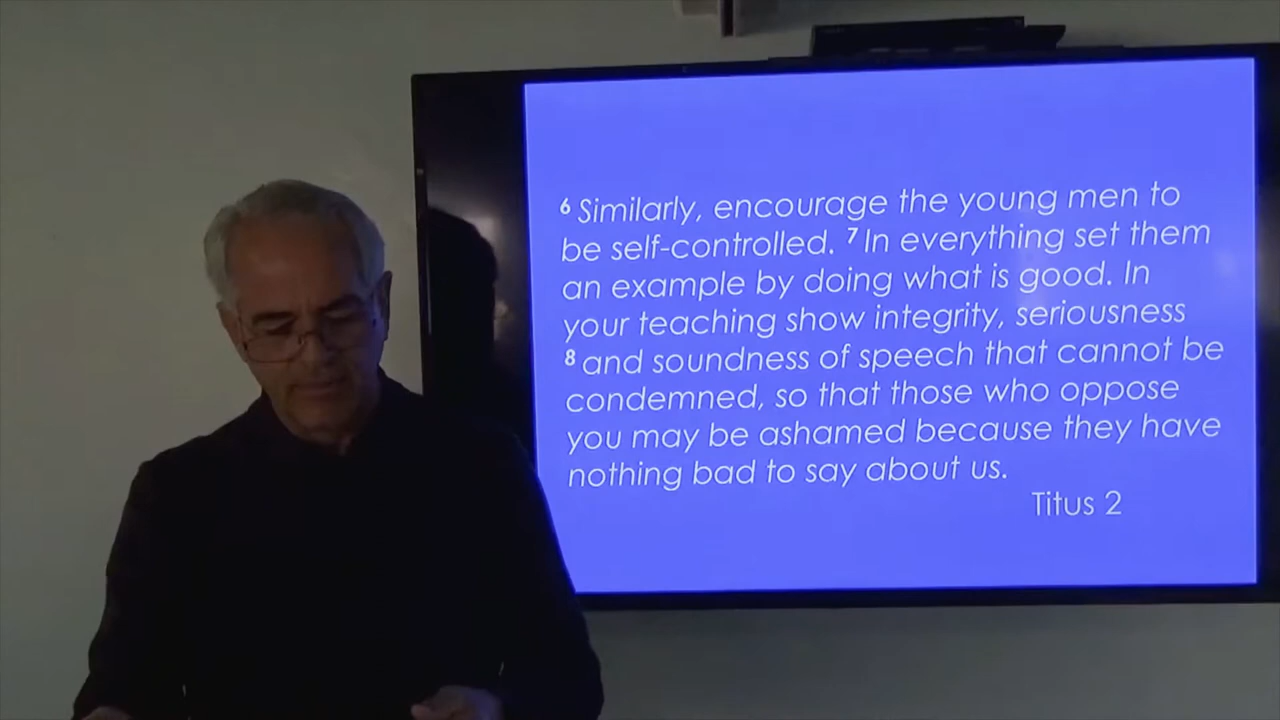 ⁶ Similarly, encourage the young men to
be self-controlled. ⁷ In everything set them
an example by doing what is good. In
your teaching show integrity, seriousness
⁸ and soundness of speech that cannot be
condemned, so that those who oppose
you may be ashamed because they have
nothing bad to say about us.
Titus 2